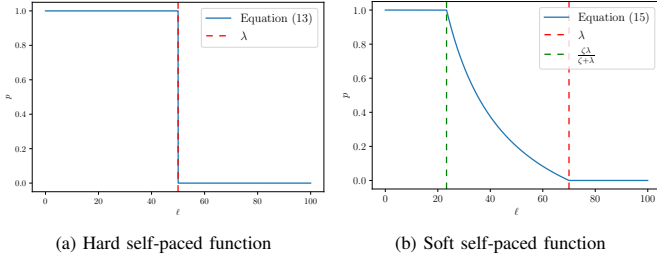 1.0
0.8
0.6
0.4
0.2
0.0
p
0 20 40 60 80 100
ℓ
Equation (13)
λ
(a) Hard self-paced function
1.0
0.8
0.6
0.4
0.2
0.0
p
0 20 40 60 80 100
ℓ
Equation (15)
λ
ζλ
ζ+λ
(b) Soft self-paced function